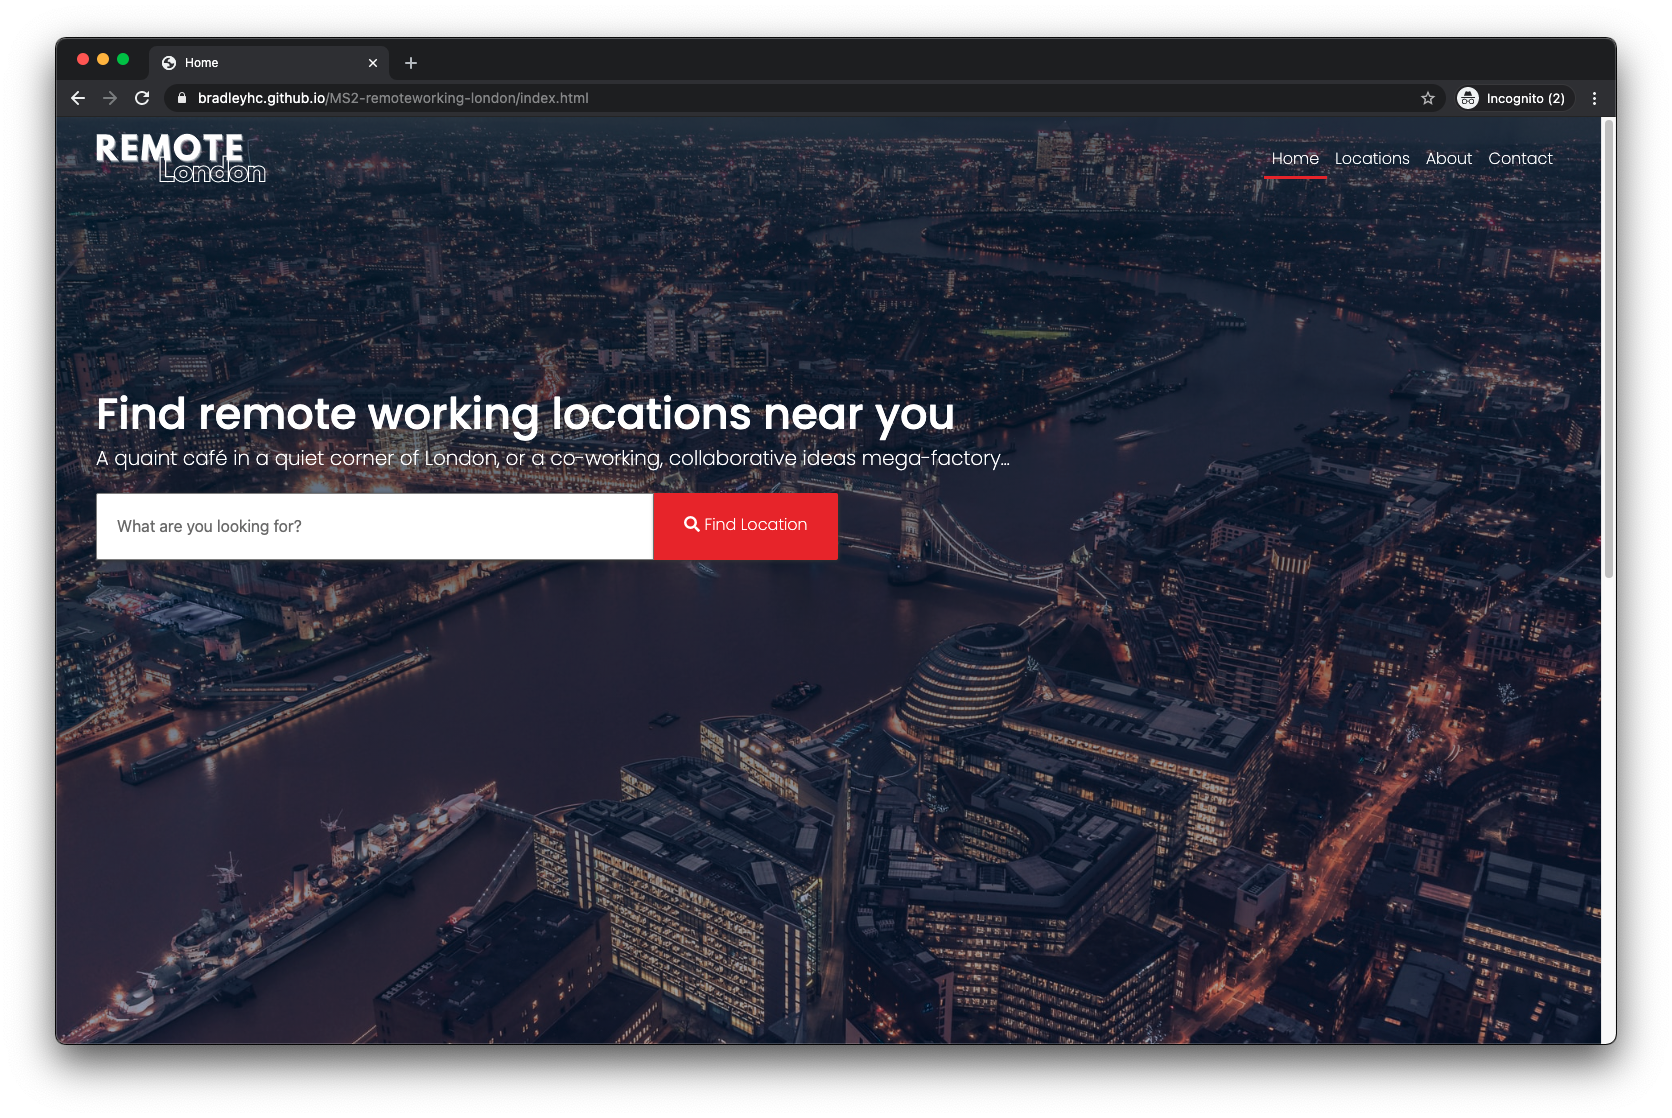 Home
bradleyhc.github.io/MS2-remoteworking-london/index.html
Incognito (2)
REMOTE
London
Home Locations About Contact
Find remote working locations near you
A quaint café in a quiet corner of London, or a co-working, collaborative ideas mega-factory...
What are you looking for?
Find Location